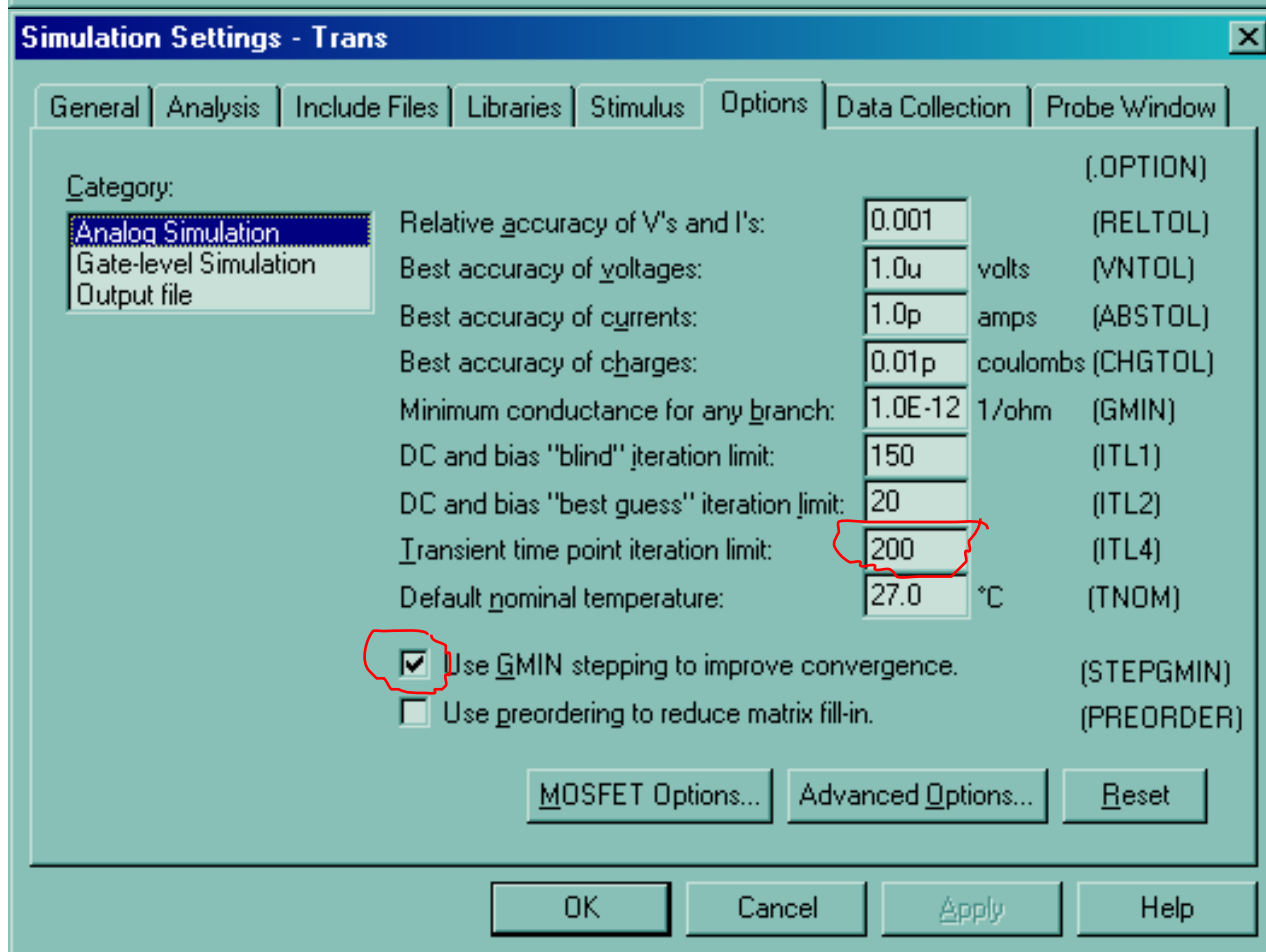 Simulation Settings - Trans
General Analysis Include Files Libraries Stimulus Options Data Collection Probe Window
(.OPTION)
Category:
Analog Simulation
Gate-level Simulation
Output file
Relative accuracy of V's and I's: 0.001 (RELTOL)
Best accuracy of voltages: 1.0u volts (VNTOL)
Best accuracy of currents: 1.0p amps (ABSTOL)
Best accuracy of charges: 0.01p coulombs (CHGTOL)
Minimum conductance for any branch: 1.0E-12 1/ohm (GMIN)
DC and bias "blind" iteration limit: 150 (ITL1)
DC and bias "best guess" iteration limit: 20 (ITL2)
Transient time point iteration limit: 200 (ITL4)
Default nominal temperature: 27.0 °C (TNOM)
Use GMIN stepping to improve convergence. (STEPGMIN)
Use preordering to reduce matrix fill-in. (PREORDER)
MOSFET Options... Advanced Options... Reset
OK Cancel Apply Help